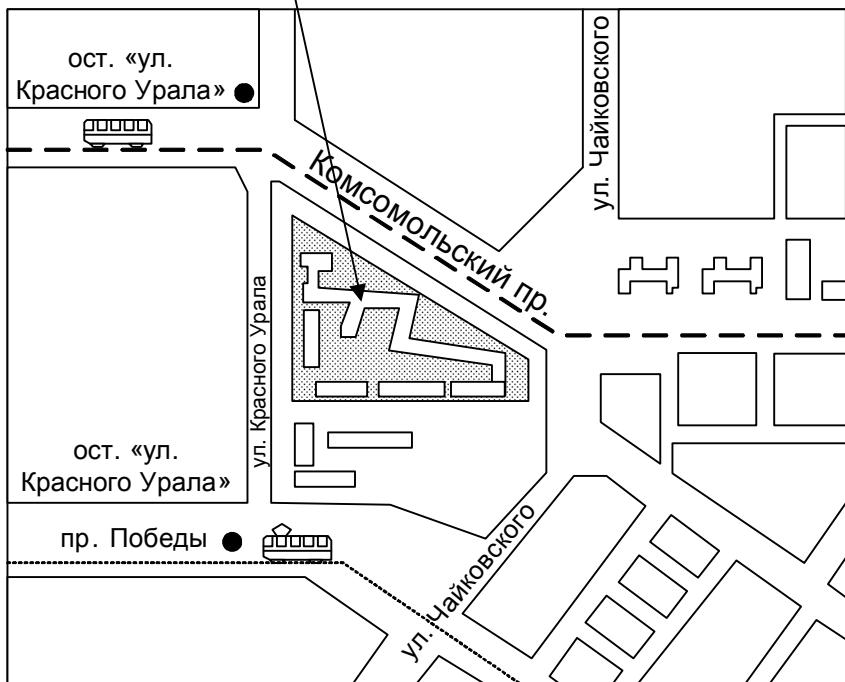 ост. «ул.
Красного Урала»
ул. Чайковского
Комсомольский пр.
ул. Красного Урала
ост. «ул.
Красного Урала»
пр. Победы
ул. Чайковского